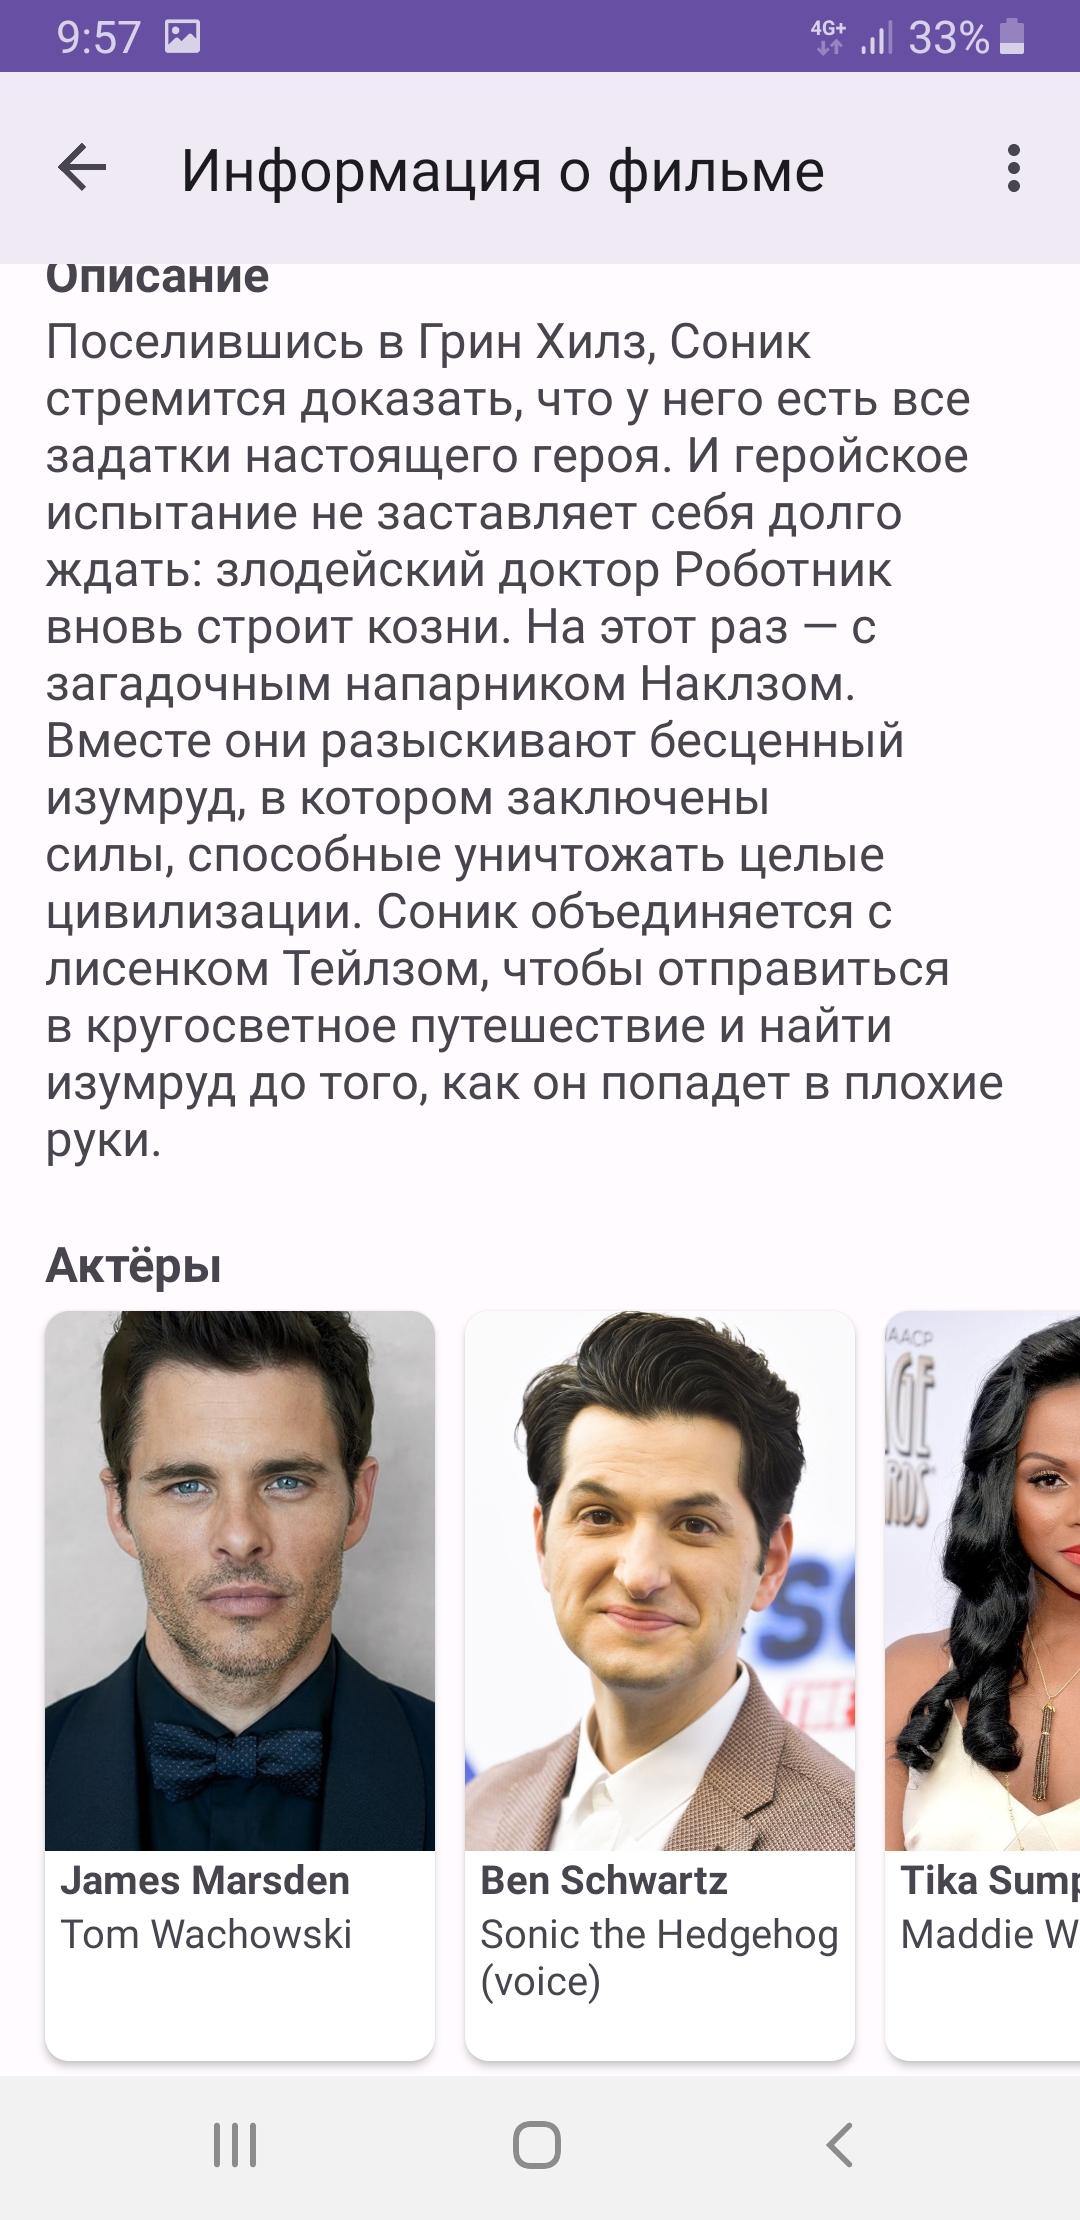 9:57
4G+ 33%
Информация о фильме
Описание
Поселившись в Грин Хилз, Соник
стремится доказать, что у него есть все
задатки настоящего героя. И геройское
испытание не заставляет себя долго
ждать: злодейский доктор Роботник
вновь строит козни. На этот раз — с
загадочным напарником Наклзом.
Вместе они разыскивают бесценный
изумруд, в котором заключены
силы, способные уничтожать целые
цивилизации. Соник объединяется с
лисенком Тейлзом, чтобы отправиться
в кругосветное путешествие и найти
изумруд до того, как он попадет в плохие
руки.
Актёры
James Marsden
Tom Wachowski
Ben Schwartz
Sonic the Hedgehog
(voice)
Tika
Maddie